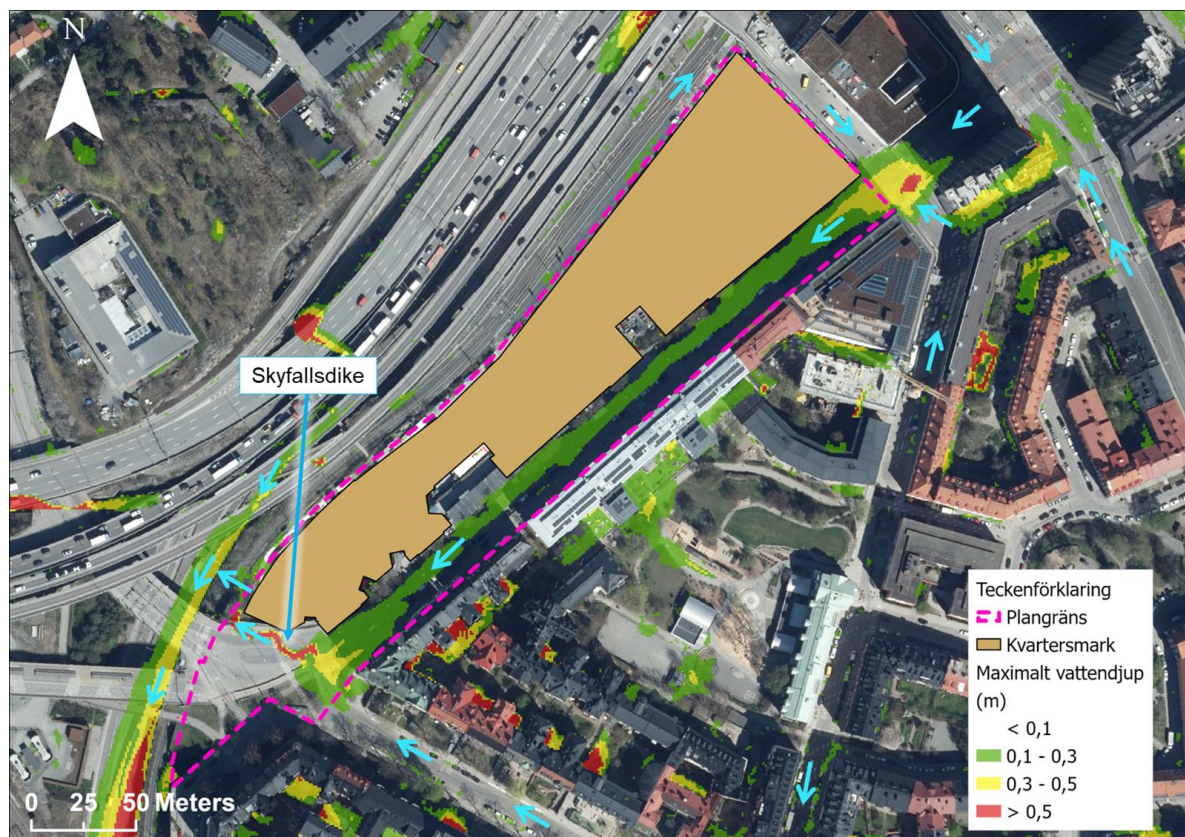 N
Skyfallsdike
Teckenförklaring
Plangräns
Kvartersmark
Maximalt vattendjup
(m)
< 0,1
0,1 - 0,3
0,3 - 0,5
> 0,5
0 25 50 Meters